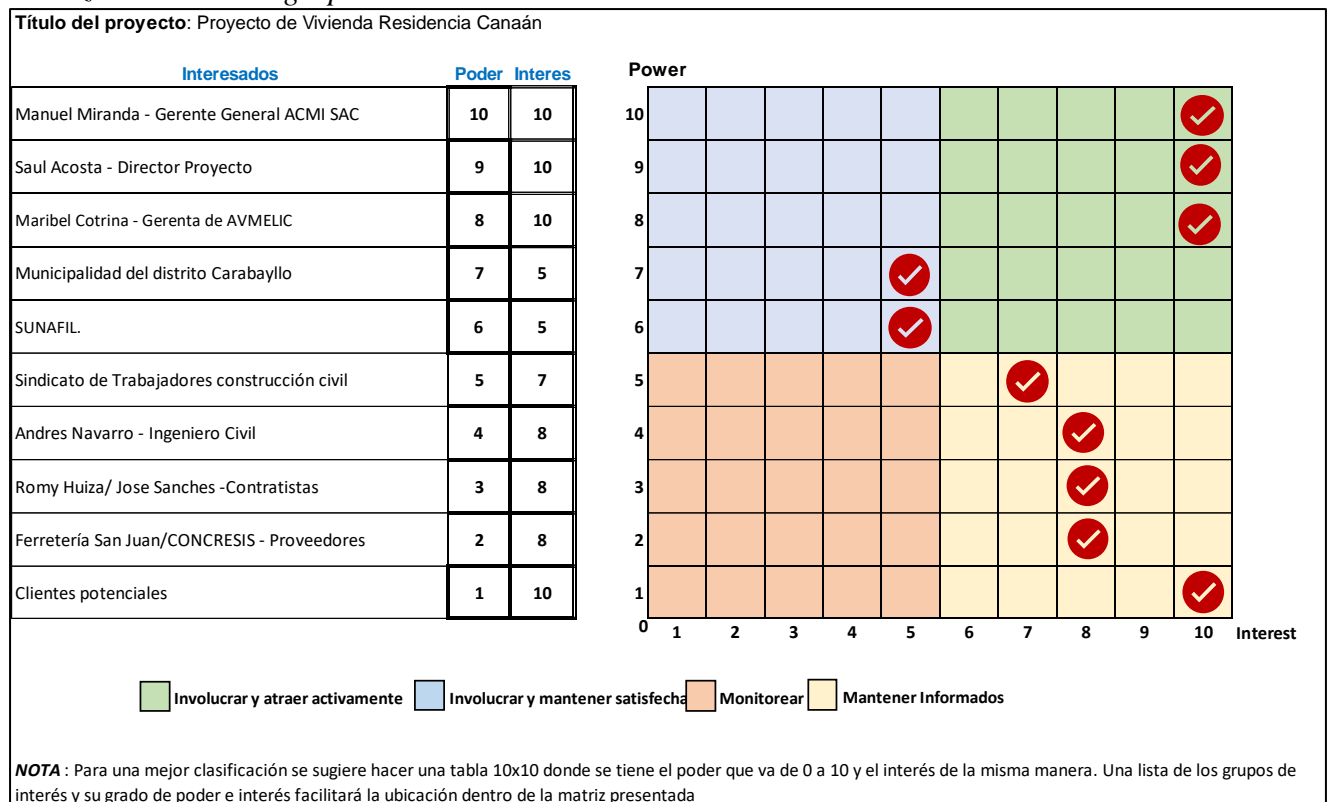 Título del proyecto: Proyecto de Vivienda Residencia Canaán
Interesados Poder Interes
Manuel Miranda - Gerente General ACMI SAC 10 10
Saul Acosta - Director Proyecto 9 10
Maribel Cotrina - Gerenta de AVMELIC 8 10
Municipalidad del distrito Carabayllo 7 5
SUNAFIL. 6 5
Sindicato de Trabajadores construcción civil 5 7
Andres Navarro - Ingeniero Civil 4 8
Romy Huiza/ Jose Sanches -Contratistas 3 8
Ferretería San Juan/CONCRESIS - Proveedores 2 8
Clientes potenciales 1 10
Power
10
9
8
7
6
5
4
3
2
1
0 1 2 3 4 5 6 7 8 9 10 Interest
Involucrar y atraer activamente Involucrar y mantener satisfecha Monitorear Mantener Informados
NOTA : Para una mejor clasificación se sugiere hacer una tabla 10x10 donde se tiene el poder que va de 0 a 10 y el interés de la misma manera. Una lista de los grupos de
interés y su grado de poder e interés facilitará la ubicación dentro de la matriz presentada